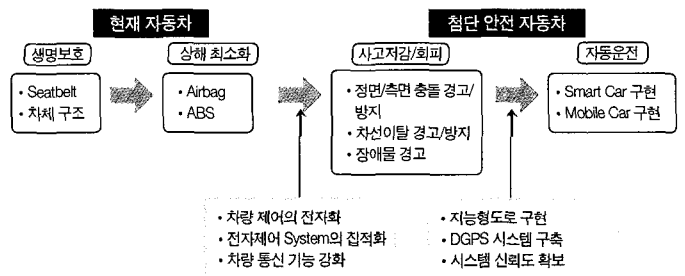 현재 자동차
첨단 안전 자동차
생명보호
상해 최소화
사고저감/회피
자동운전
• Seatbelt
• 차체 구조
• Airbag
• ABS
• 정면/측면 충돌 경고/
방지
• 차선이탈 경고/방지
• 장애물 경고
• Smart Car 구현
• Mobile Car 구현
• 차량 제어의 전자화
• 전자제어 System의 집적화
• 차량 통신 기능 강화
• 지능형도로 구현
• DGPS 시스템 구축
• 시스템 신뢰도 확보